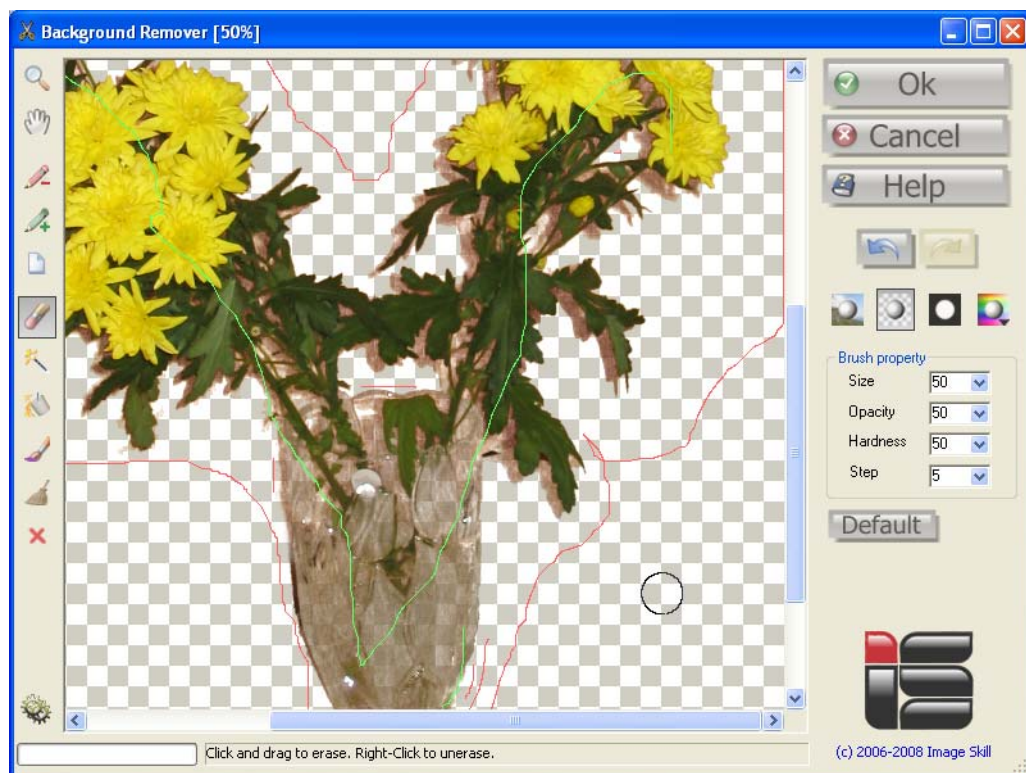 Background Remover [50%]
Ok
Cancel
Help
Brush property
Size 50
Opacity 50
Hardness 50
Step 5
Default
Click and drag to erase. Right-Click to unerase.
(c) 2006-2008 Image Skill